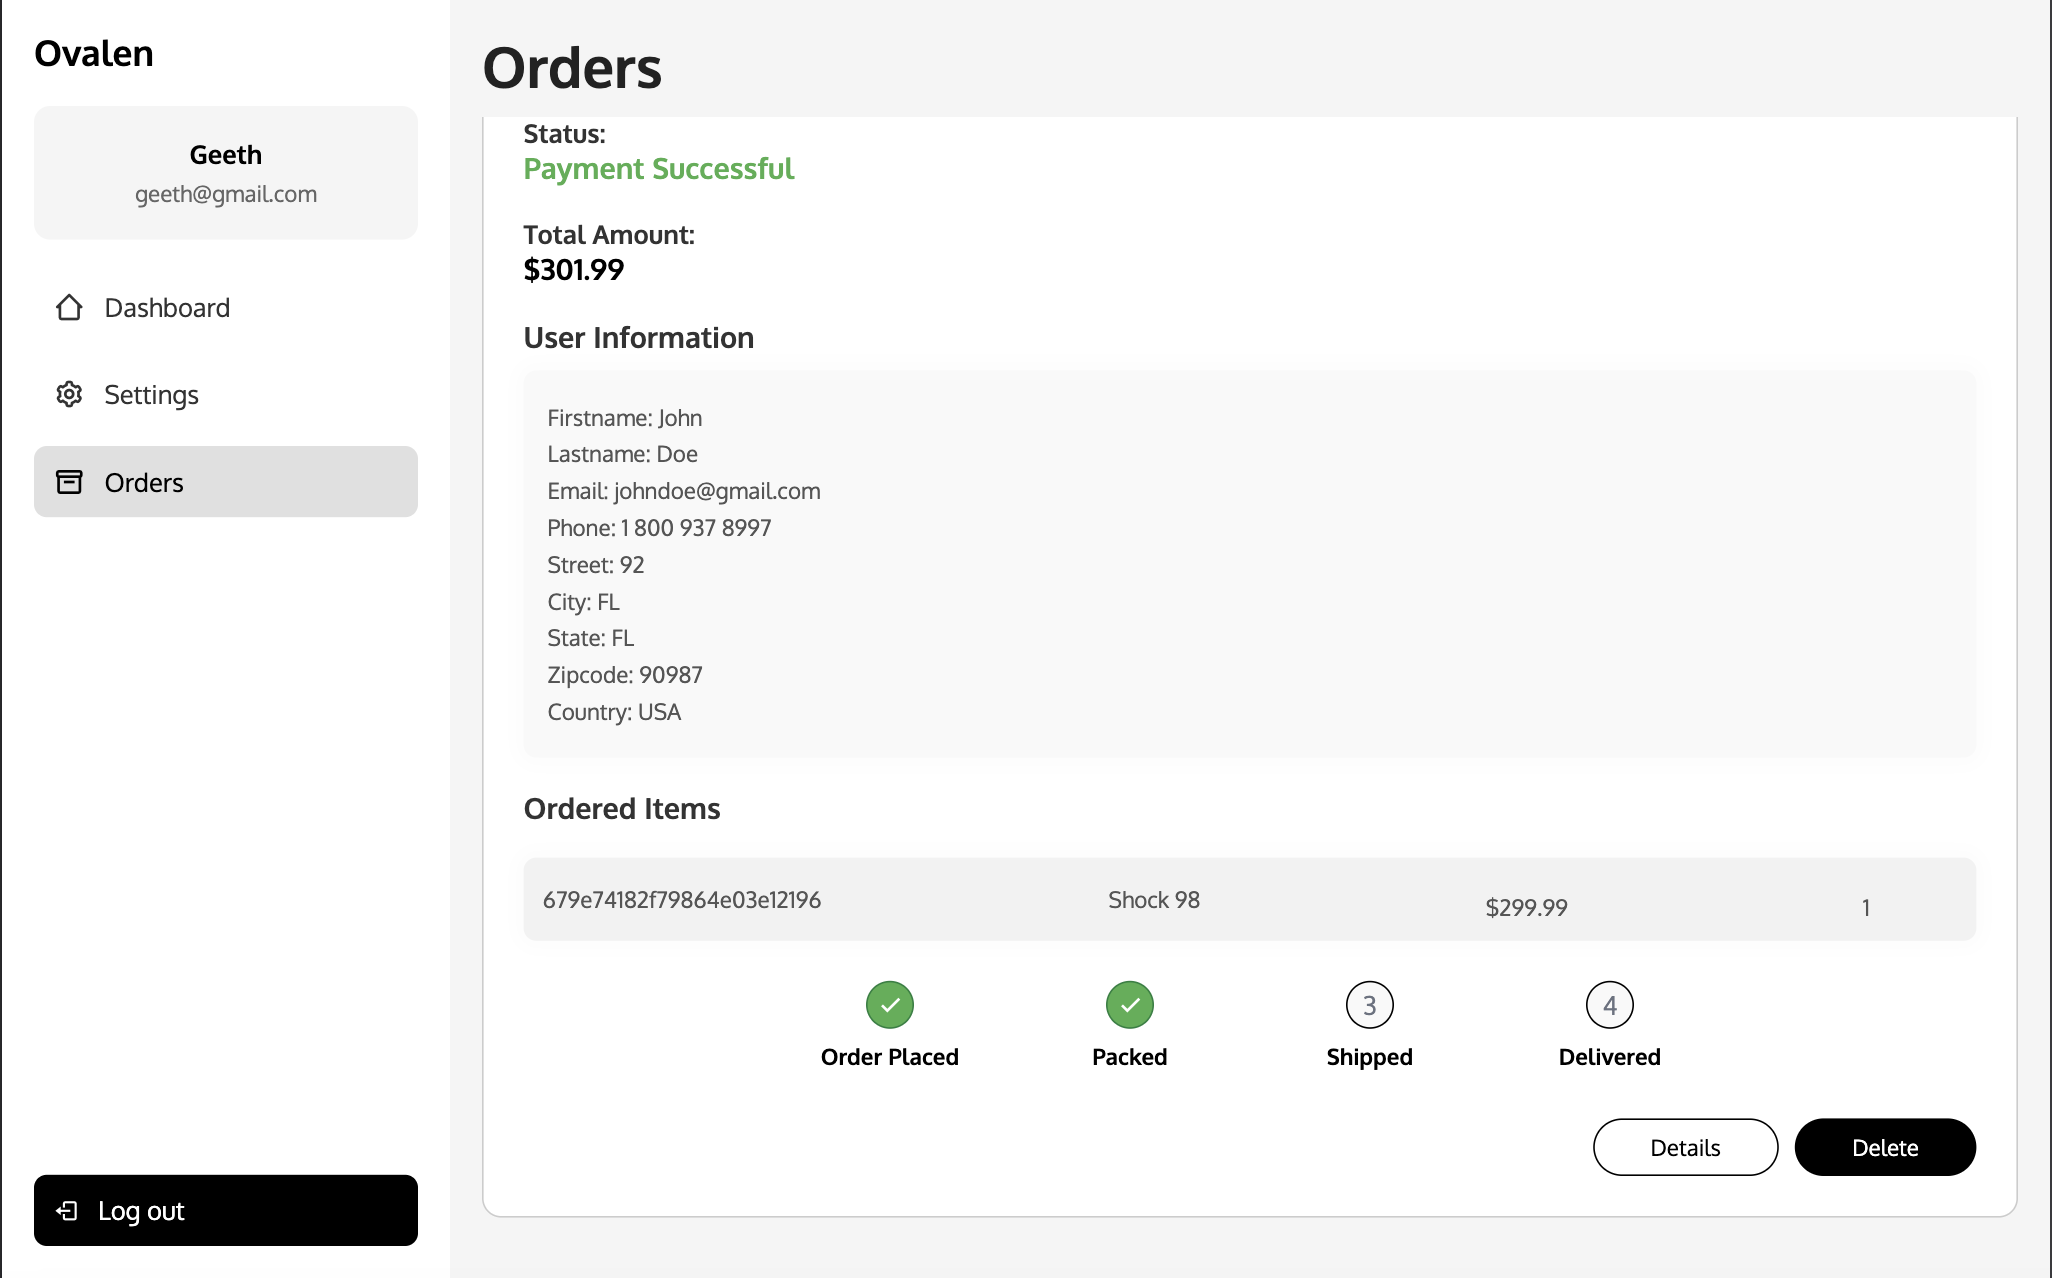 Ovalen
Geeth
geeth@gmail.com
Dashboard
Settings
Orders
Log out
Orders
Status:
Payment Successful
Total Amount:
$301.99
User Information
Firstname: John
Lastname: Doe
Email: johndoe@gmail.com
Phone: 1 800 937 8997
Street: 92
City: FL
State: FL
Zipcode: 90987
Country: USA
Ordered Items
679e74182f79864e03e12196 Shock 98 $299.99 1
3 4
Order Placed Packed Shipped Delivered
Details Delete